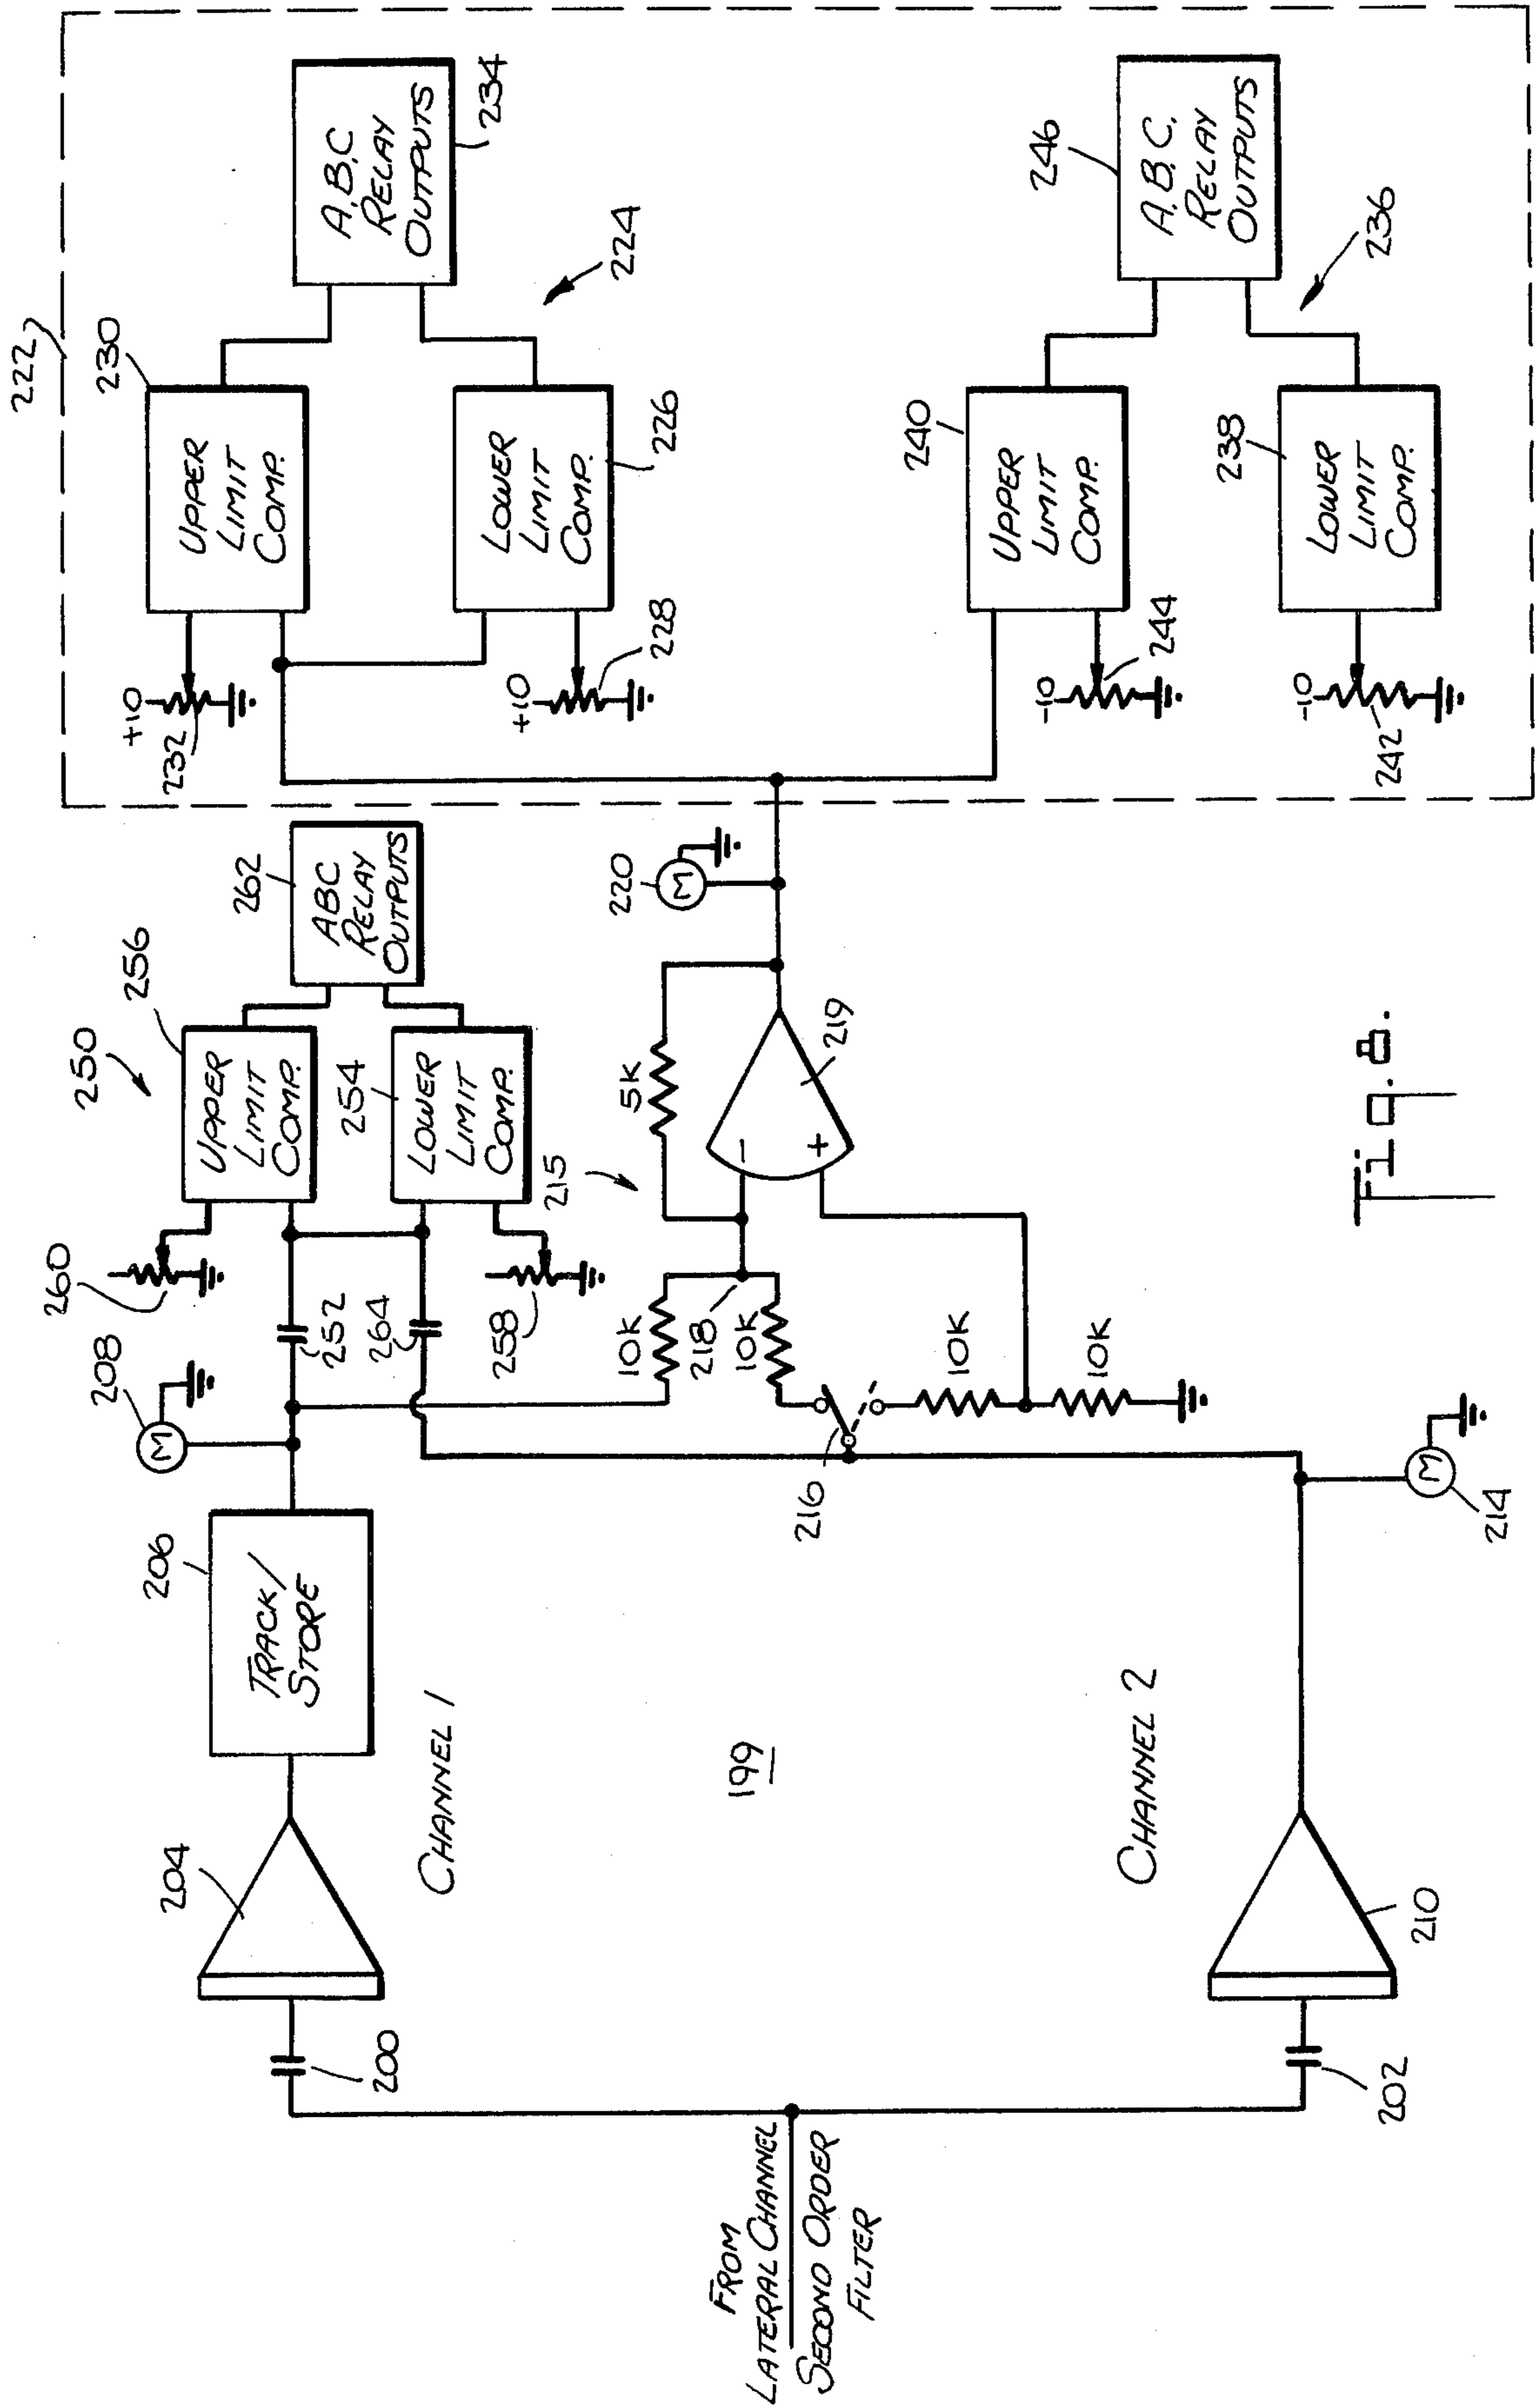 222
230
UPPER
LIMIT
COMP.
+10
232
A,B,C
RELAY
OUTPUTS
234
224
LOWER
LIMIT
COMP.
226
+10
228
240
UPPER
LIMIT
COMP.
-10
244
246
A,B,C,
RELAY
OUTPUTS
236
238
LOWER
LIMIT
COMP.
-10
242
250
256
UPPER
LIMIT
COMP.
260
262
ABC
RELAY
OUTPUTS
254
LOWER
LIMIT
COMP.
258
252
264
208
M
220
M
215
5K
219
-
+
10K
218
10K
216
10K
10K
M
214
206
TRACK/
STORE
204
CHANNEL 1
200
199
CHANNEL 2
210
202
FROM
LATERAL CHANNEL
SECOND ORDER
FILTER
Fig. 8.